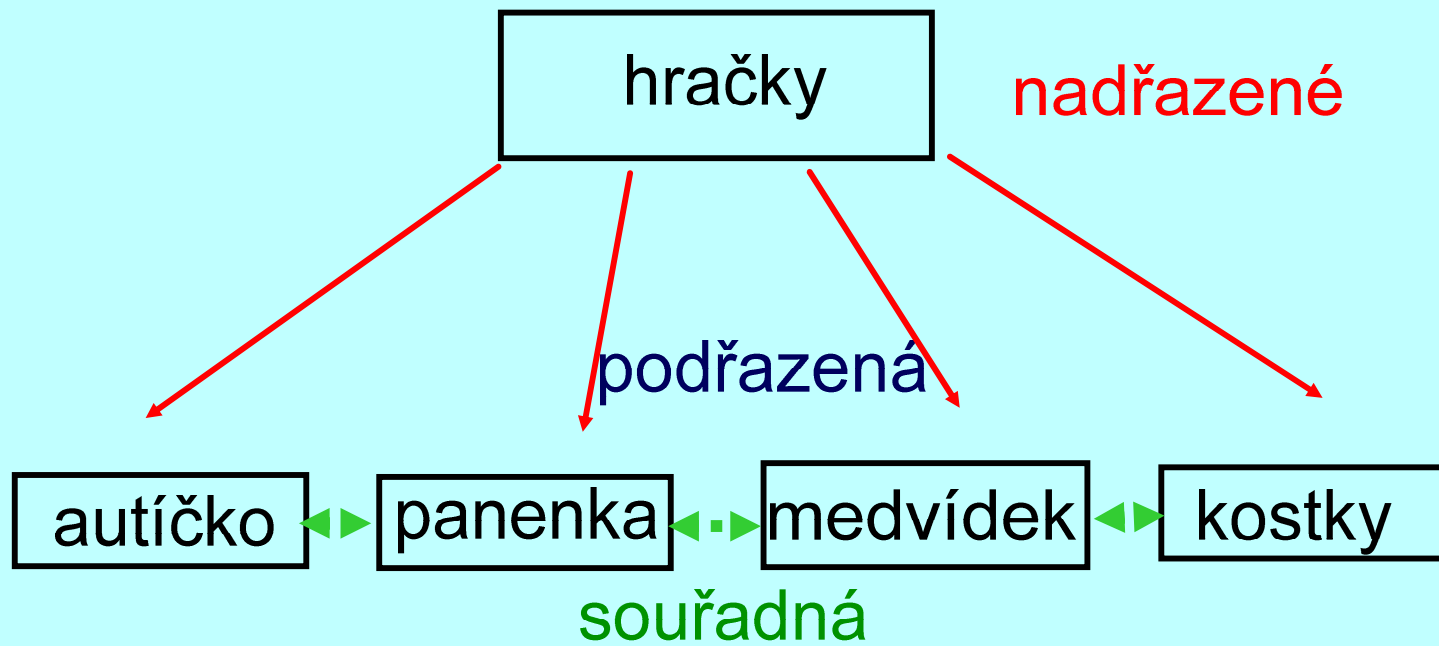 hračky
nadřazené
podřazená
autíčko panenka medvídek kostky
souřadná